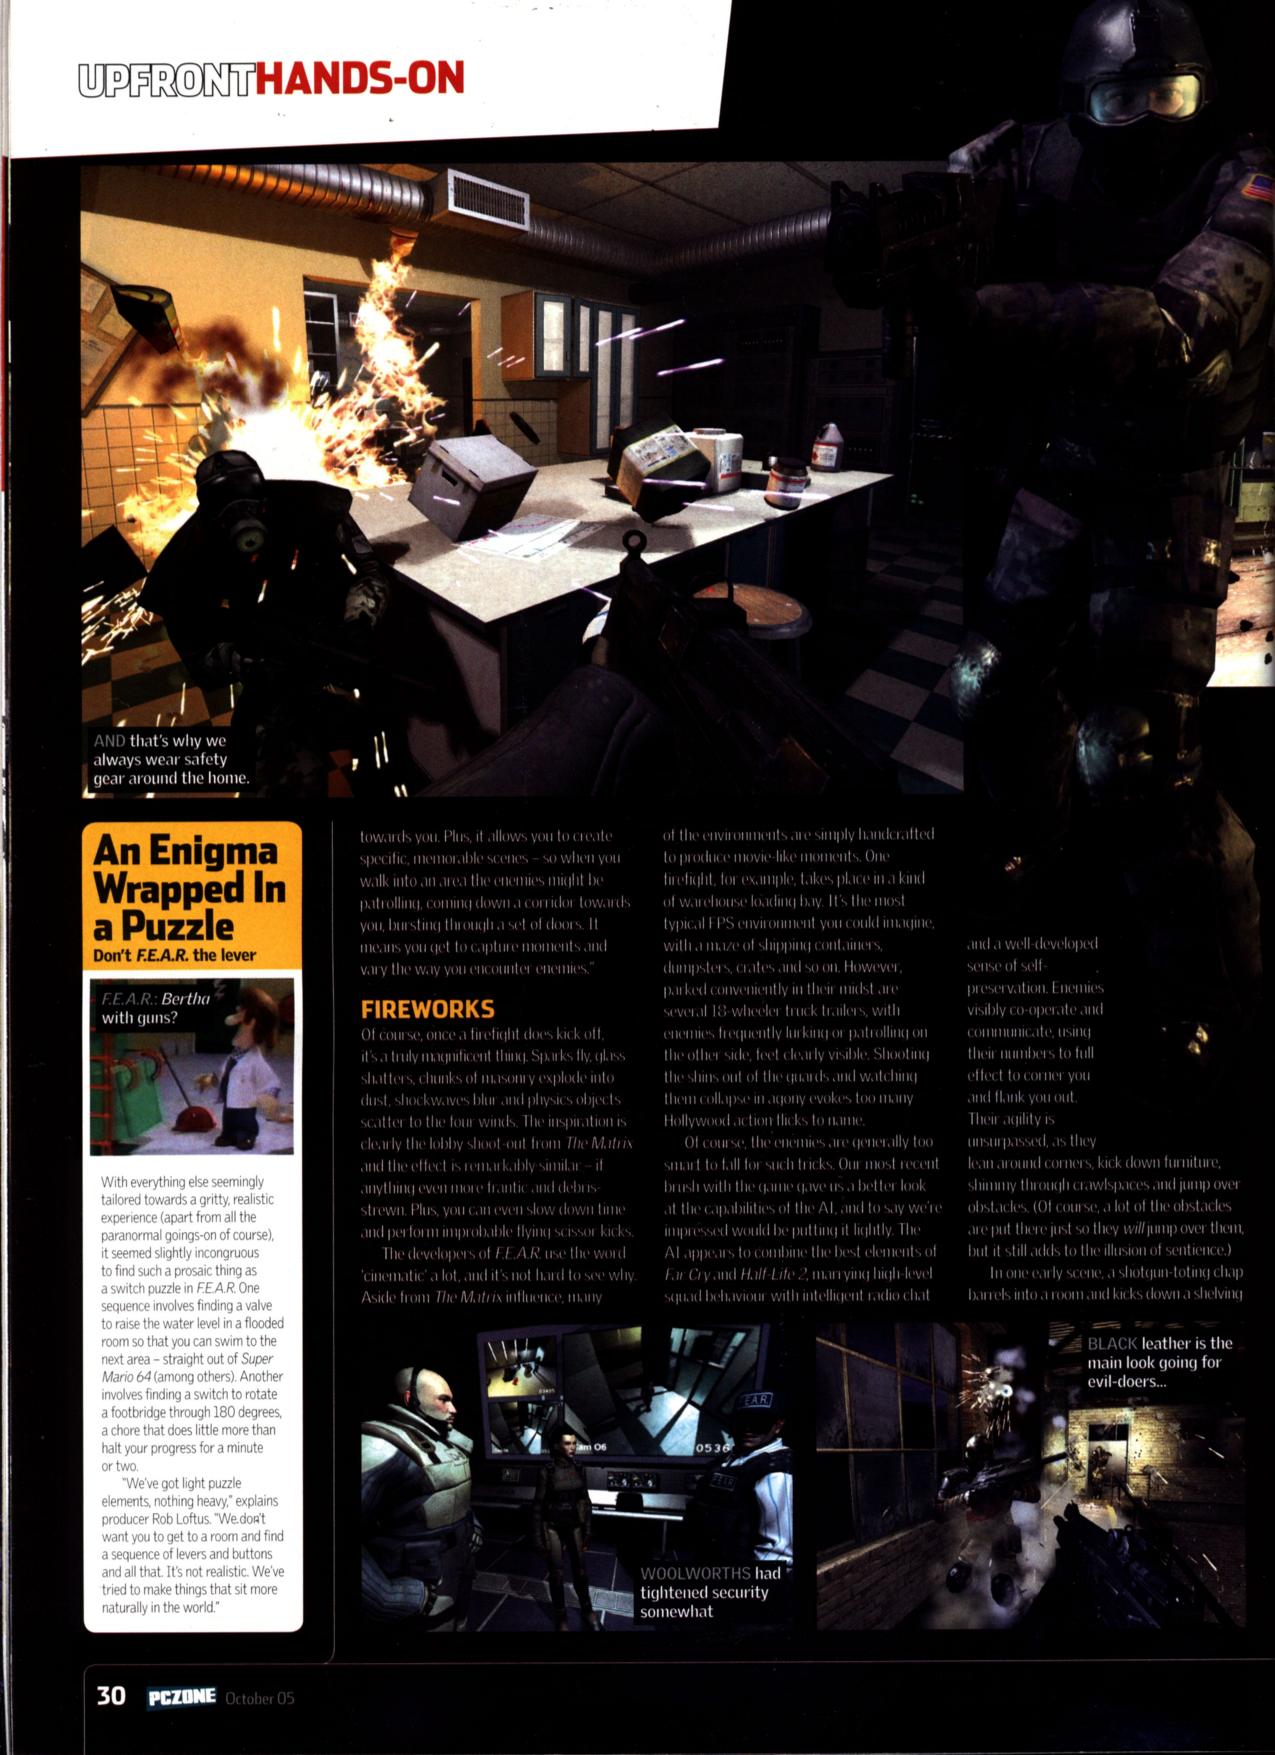 UPFRONTHANDS-ON
AND that's why we
always wear safety
gear around the home.
An Enigma
Wrapped In
a Puzzle
Don't F.E.A.R. the lever
F.E.A.R.: Bertha
with guns?
With everything else seemingly
tailored towards a gritty, realistic
experience (apart from all the
paranormal goings-on of course),
it seemed slightly incongruous
to find such a prosaic thing as
a switch puzzle in F.E.A.R. One
sequence involves finding a valve
to raise the water level in a flooded
room so that you can swim to the
next area – straight out of Super
Mario 64 (among others). Another
involves finding a switch to rotate
a footbridge through 180 degrees,
a chore that does little more than
halt your progress for a minute
or two.
"We've got light puzzle
elements, nothing heavy," explains
producer Rob Loftus. "We don't
want you to get to a room and find
a sequence of levers and buttons
and all that. It's not realistic. We've
tried to make things that sit more
naturally in the world."
towards you. Plus, it allows you to create
specific, memorable scenes – so when you
walk into an area the enemies might be
patrolling, coming down a corridor towards
you, bursting through a set of doors. It
means you get to capture moments and
vary the way you encounter enemies."
FIREWORKS
Of course, once a firefight does kick off,
it's a truly magnificent thing. Sparks fly, glass
shatters, chunks of masonry explode into
dust, shockwaves blur and physics objects
scatter to the four winds. The inspiration is
clearly the lobby shoot-out from The Matrix
and the effect is remarkably similar – if
anything even more frantic and debris-
strewn. Plus, you can even slow down time
and perform improbable flying scissor kicks.
The developers of F.E.A.R. use the word
'cinematic' a lot, and it's not hard to see why.
Aside from The Matrix influence, many
of the environments are simply handcrafted
to produce movie-like moments. One
firefight, for example, takes place in a kind
of warehouse loading bay. It's the most
typical FPS environment you could imagine,
with a maze of shipping containers,
dumpsters, crates and so on. However,
parked conveniently in their midst are
several 18-wheeler truck trailers, with
enemies frequently lurking or patrolling on
the other side, feet clearly visible. Shooting
the shins out of the guards and watching
them collapse in agony evokes too many
Hollywood action flicks to name.
Of course, the enemies are generally too
smart to fall for such tricks. Our most recent
brush with the game gave us a better look
at the capabilities of the AI, and to say we're
impressed would be putting it lightly. The
AI appears to combine the best elements of
Far Cry and Half-Life 2, marrying high-level
squad behaviour with intelligent radio chat
and a well-developed
sense of self-
preservation. Enemies
visibly co-operate and
communicate, using
their numbers to full
effect to corner you
and flank you out.
Their agility is
unsurpassed, as they
lean around corners, kick down furniture,
shimmy through crawlspaces and jump over
obstacles. (Of course, a lot of the obstacles
are put there just so they will jump over them,
but it still adds to the illusion of sentience.)
In one early scene, a shotgun-toting chap
barrels into a room and kicks down a shelving
am 06
0536
F.E.A.R.
WOOLWORTHS had
tightened security
somewhat
BLACK leather is the
main look going for
evil-doers...
30 PCZONE October 05